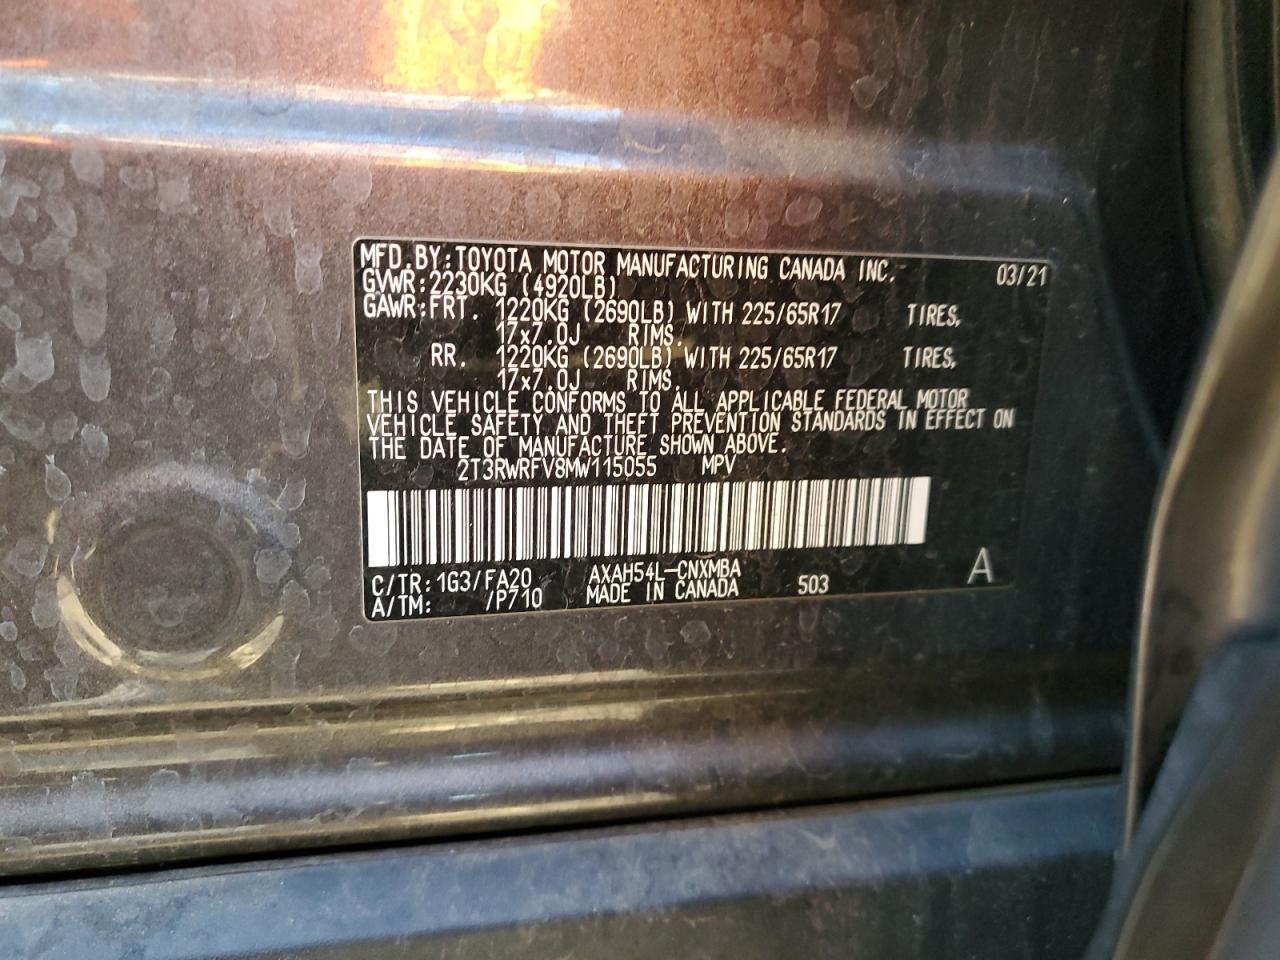 MFD.BY:TOYOTA MOTOR MANUFACTURING CANADA INC. 03/21
GVWR:2230KG (4920LB)
GAWR:FRT. 1220KG (2690LB) WITH 225/65R17 TIRES,
17x7.0J RIMS.
RR. 1220KG (2690LB) WITH 225/65R17 TIRES,
17x7.0J RIMS.
THIS VEHICLE CONFORMS TO ALL APPLICABLE FEDERAL MOTOR
VEHICLE SAFETY AND THEFT PREVENTION STANDARDS IN EFFECT ON
THE DATE OF MANUFACTURE SHOWN ABOVE.
2T3RWRFV8MW115055 MPV
C/TR: 1G3/FA20 AXAH54L-CNXMBA 503 A
A/TM: /P710 MADE IN CANADA